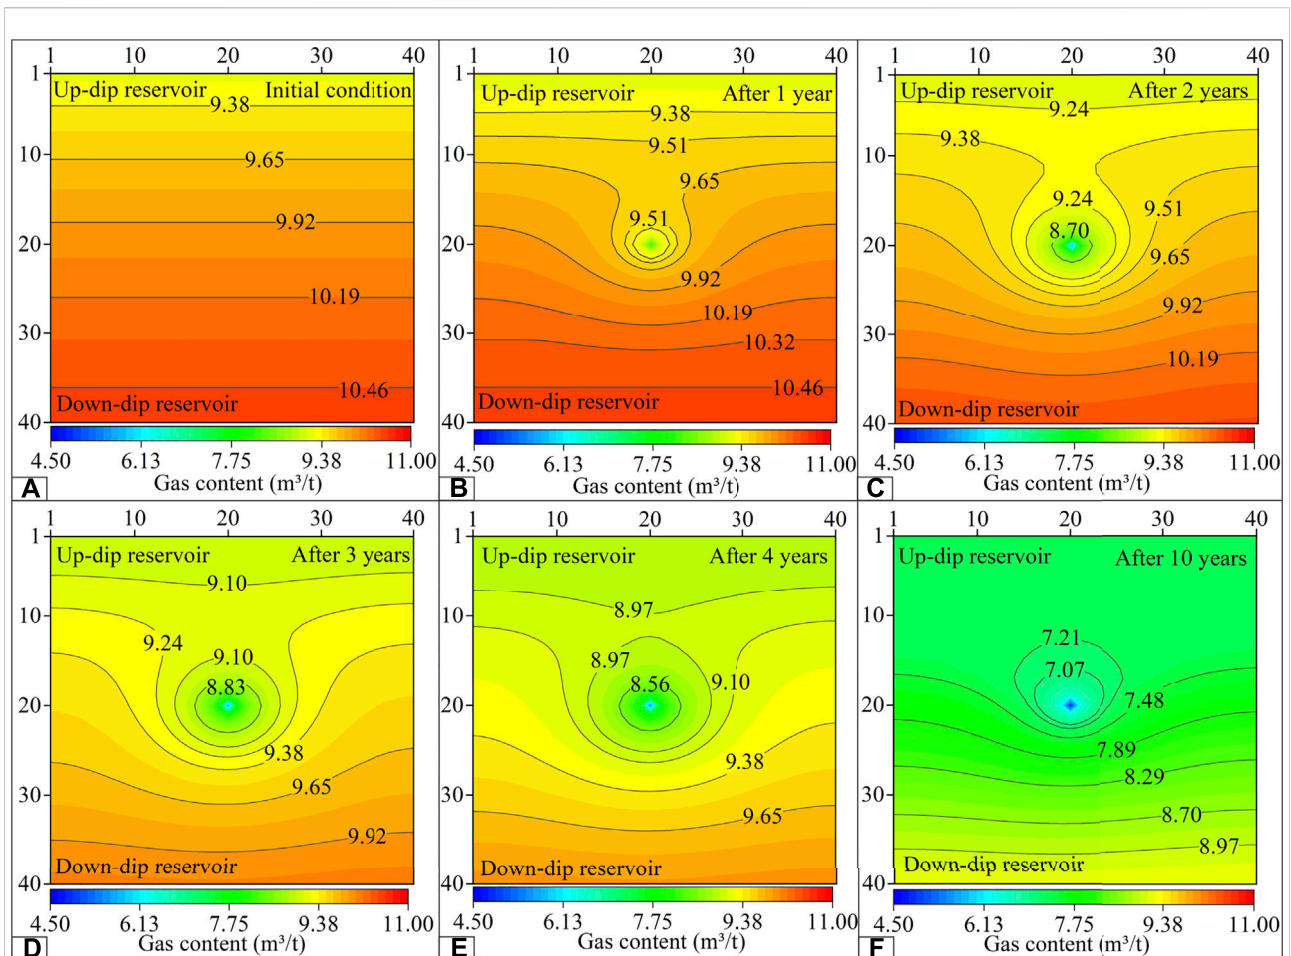 1 10 20 30 40
1
Up-dip reservoir Initial condition
9.38
10
9.65
9.92
20
10.19
30
10.46
Down-dip reservoir
40
4.50 6.13 7.75 9.38 11.00
A Gas content (m³/t)
1 10 20 30 40
1
Up-dip reservoir After 1 year
9.38
9.51
10
9.65
9.51
20
9.92
10.19
30
10.32
10.46
Down-dip reservoir
40
4.50 6.13 7.75 9.38 11.00
B Gas content (m³/t)
1 10 20 30 40
1
Up-dip reservoir After 2 years
9.24
9.38
10
9.24
9.51
8.70
20
9.65
9.92
30
10.19
Down-dip reservoir
40
4.50 6.13 7.75 9.38 11.00
C Gas content (m³/t)
1 10 20 30 40
1
Up-dip reservoir After 3 years
9.10
10
9.24
9.10
8.83
20
9.38
9.65
30
9.92
Down-dip reservoir
40
4.50 6.13 7.75 9.38 11.00
D Gas content (m³/t)
1 10 20 30 40
1
Up-dip reservoir After 4 years
8.97
10
8.97
8.56 9.10
20
9.38
30
9.65
Down-dip reservoir
40
4.50 6.13 7.75 9.38 11.00
E Gas content (m³/t)
1 10 20 30 40
1
Up-dip reservoir After 10 years
10
7.21
7.07
7.48
20
7.89
8.29
30
8.70
8.97
Down-dip reservoir
40
4.50 6.13 7.75 9.38 11.00
F Gas content (m³/t)